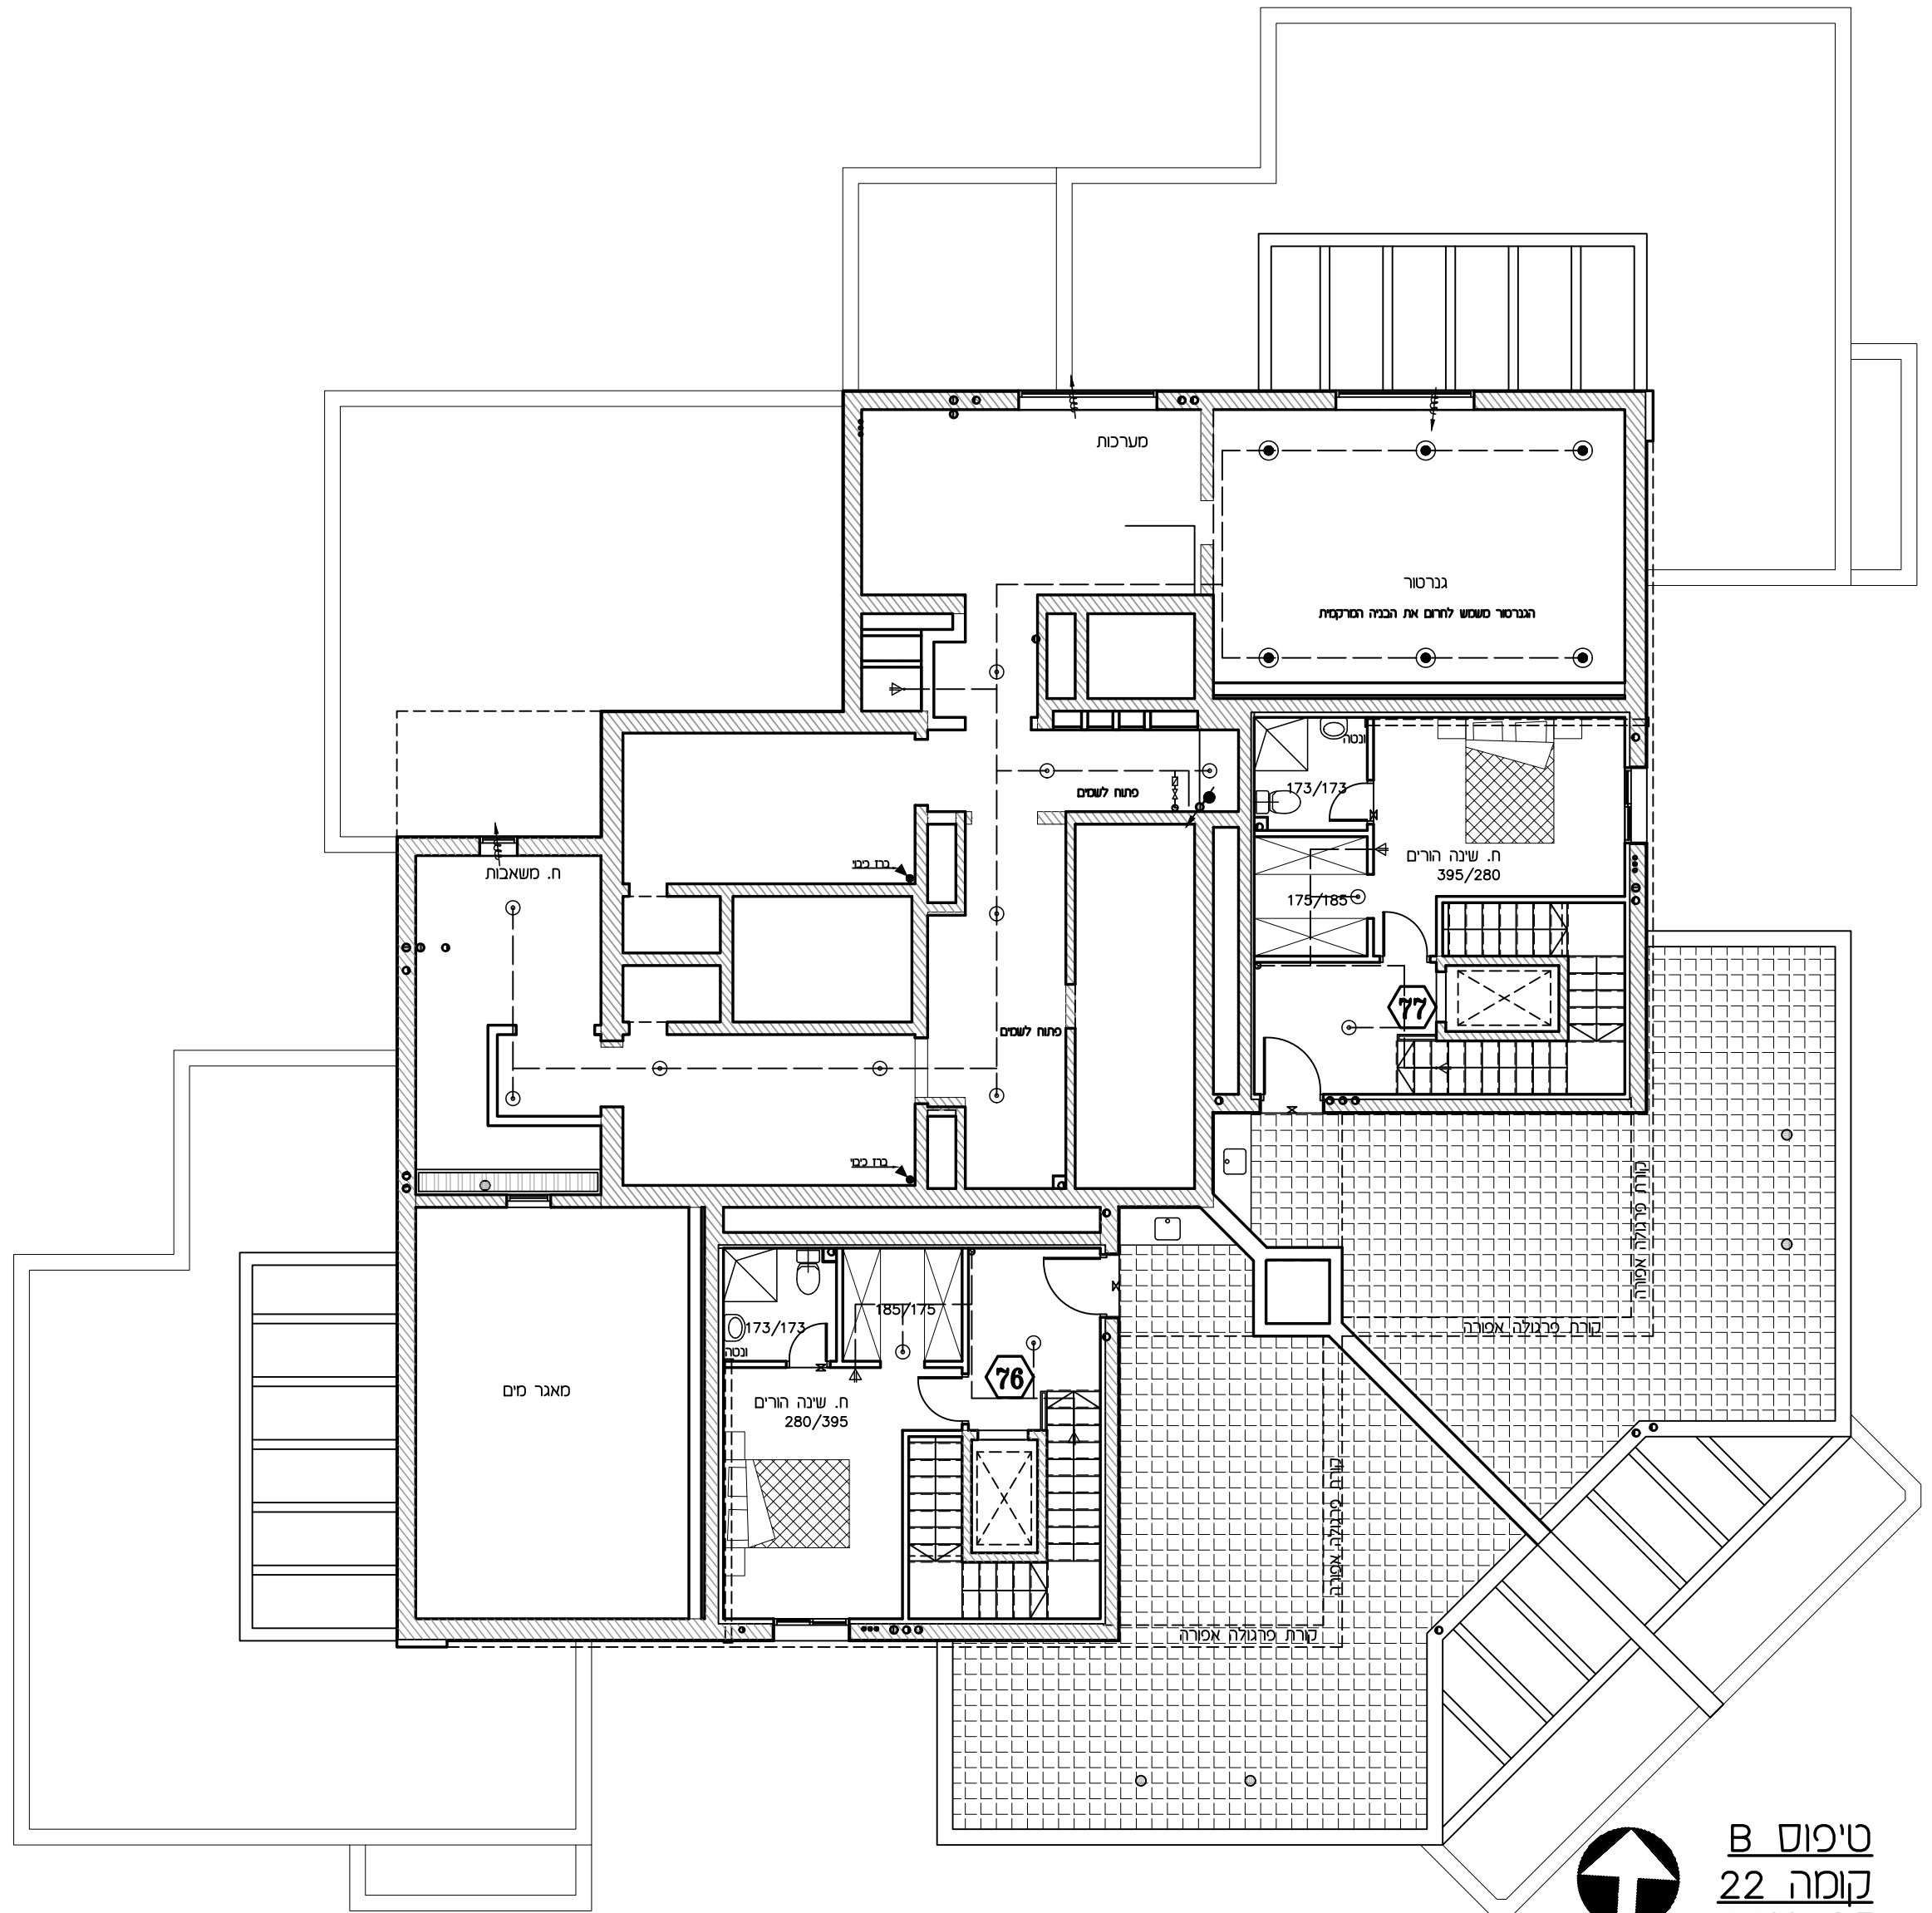 מערכות
גנרטור
הגנרטור משמש לחרום את הבניה המרקמית
ונטה
173/173
פתוח לשמים
ח. שינה הורים
395/280
ברז כיבוי
ח. משאבות
175/185
77
פתוח לשמים
ברז כיבוי
קורת פרגולה אפורה
קורת פרגולה אפורה
185/175
173/173
ונטה
76
מאגר מים
ח. שינה הורים
280/395
קורת פרגולה אפורה
קורת פרגולה אפורה
טיפוס B
קומה 22